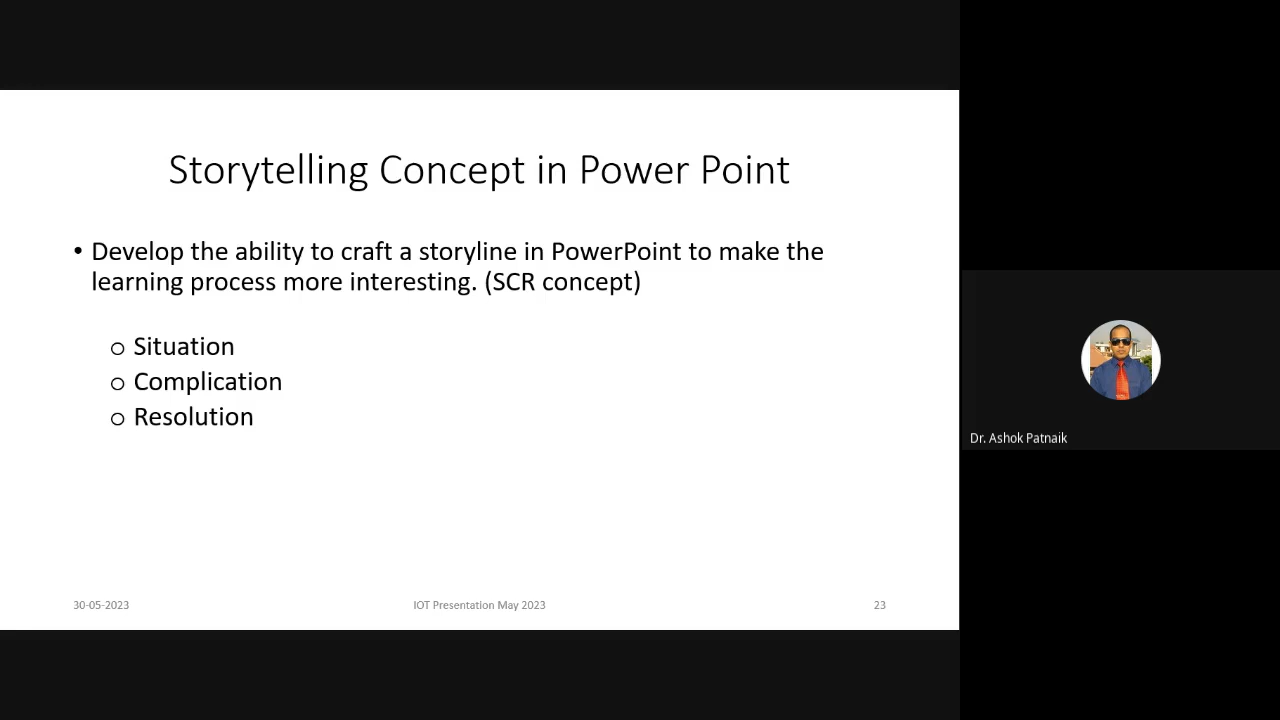 Storytelling Concept in Power Point
• Develop the ability to craft a storyline in PowerPoint to make the
learning process more interesting. (SCR concept)
o Situation
o Complication
o Resolution
30-05-2023
IOT Presentation May 2023
23
Dr. Ashok Patnaik